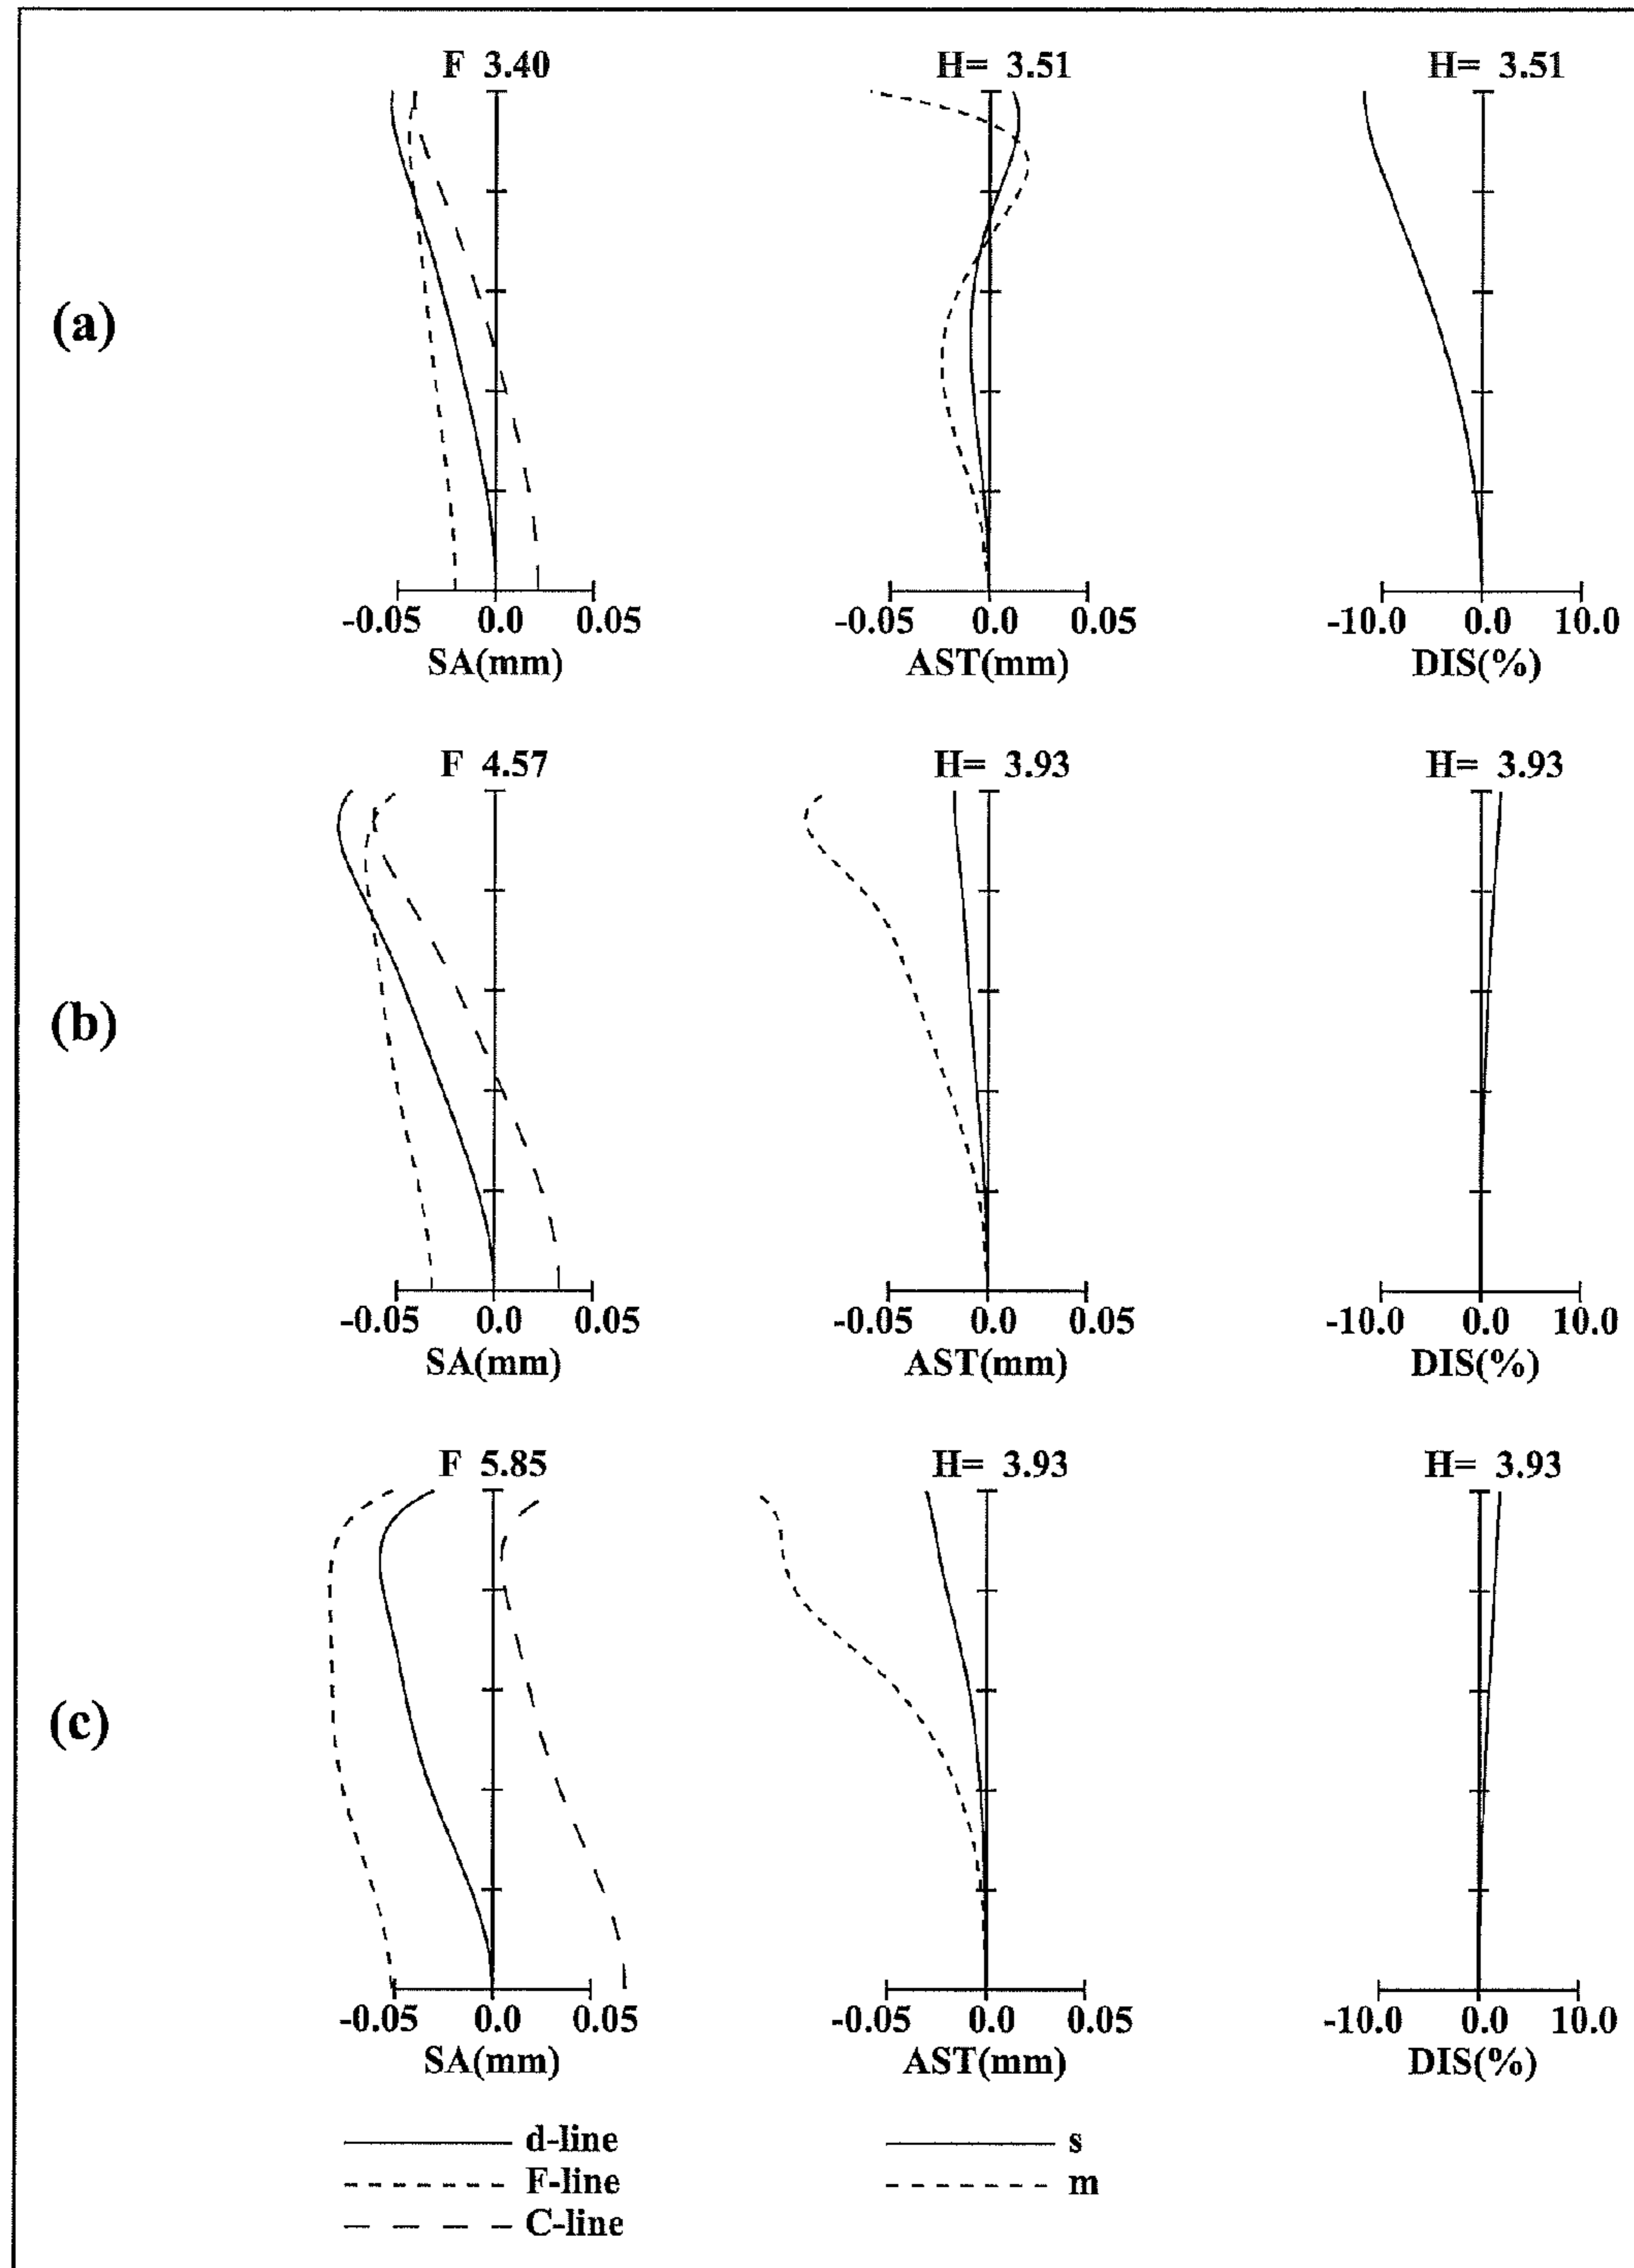 F 3.40 H= 3.51 H= 3.51
(a)
-0.05 0.0 0.05 -0.05 0.0 0.05 -10.0 0.0 10.0
SA(mm) AST(mm) DIS(%)
F 4.57 H= 3.93 H= 3.93
(b)
-0.05 0.0 0.05 -0.05 0.0 0.05 -10.0 0.0 10.0
SA(mm) AST(mm) DIS(%)
F 5.85 H= 3.93 H= 3.93
(c)
-0.05 0.0 0.05 -0.05 0.0 0.05 -10.0 0.0 10.0
SA(mm) AST(mm) DIS(%)
d-line s
F-line m
C-line